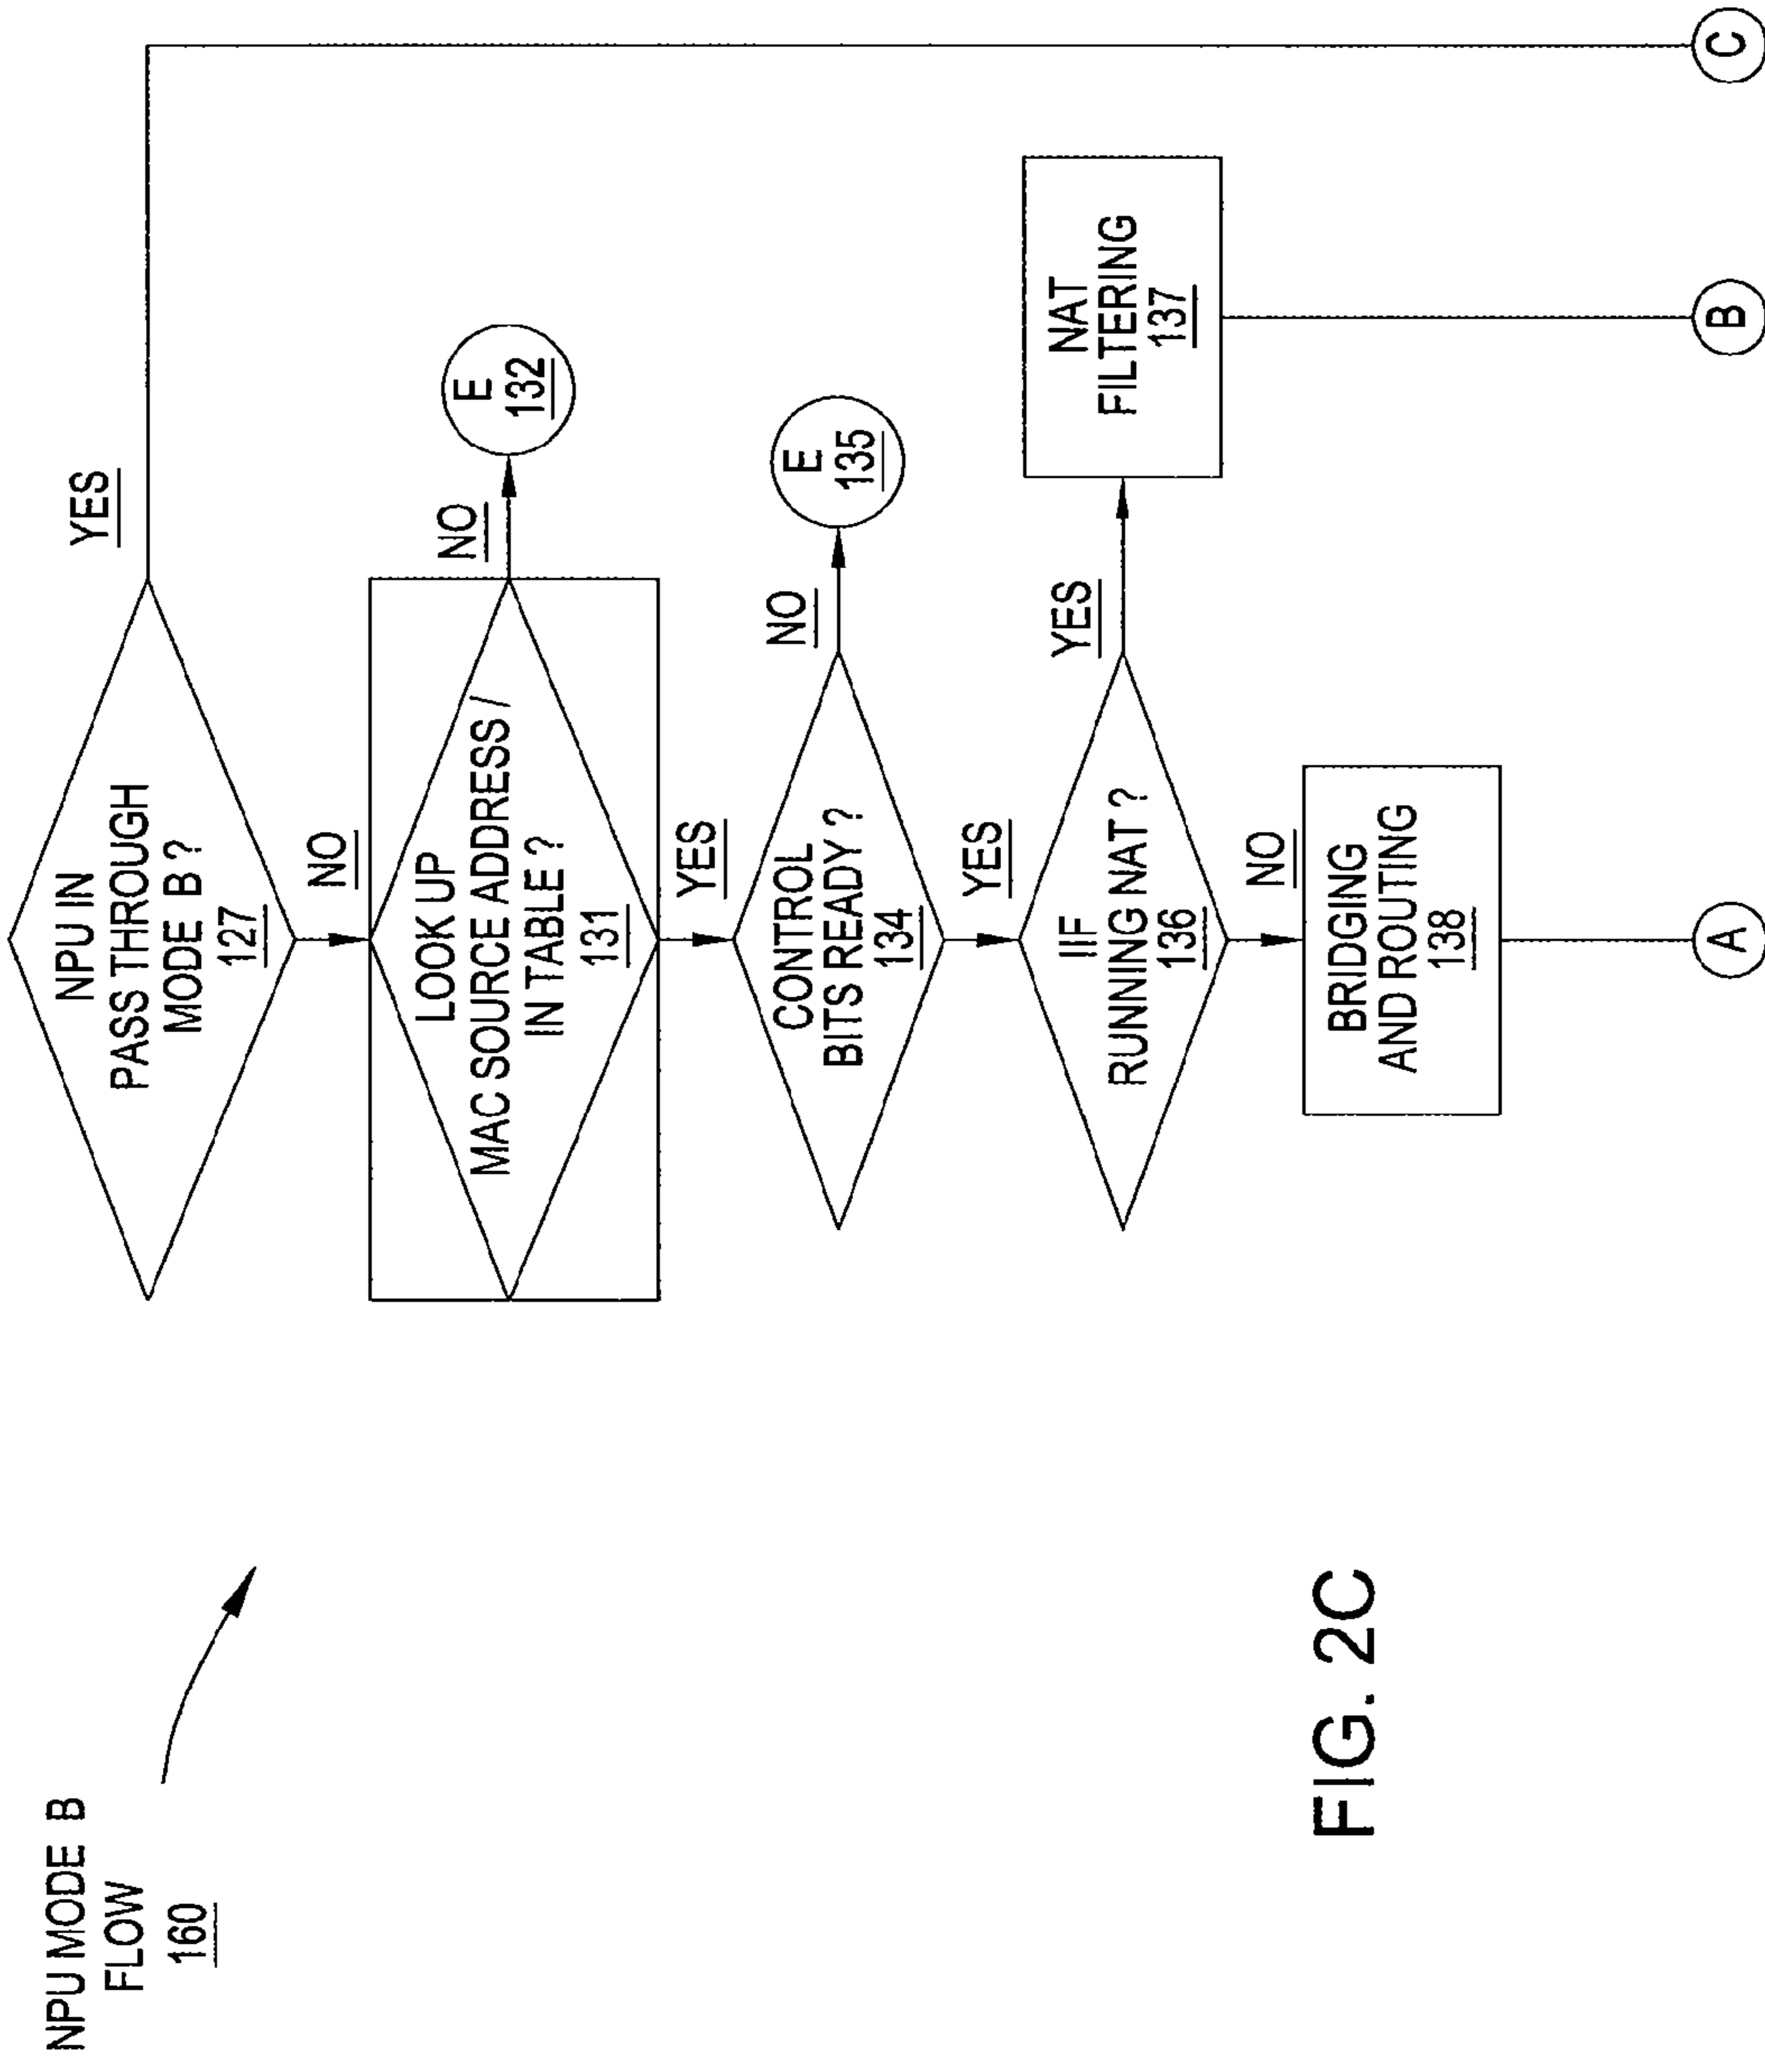 NPU MODE B
FLOW
160
NPU IN
PASS THROUGH
MODE B ?
127
YES
NO
LOOK UP
MAC SOURCE ADDRESS /
IN TABLE ?
131
NO
E
132
YES
CONTROL
BITS READY ?
134
NO
E
135
YES
IIF
RUNNING NAT ?
136
YES
NAT
FILTERING
137
NO
BRIDGING
AND ROUTING
138
A
B
C
FIG. 2C